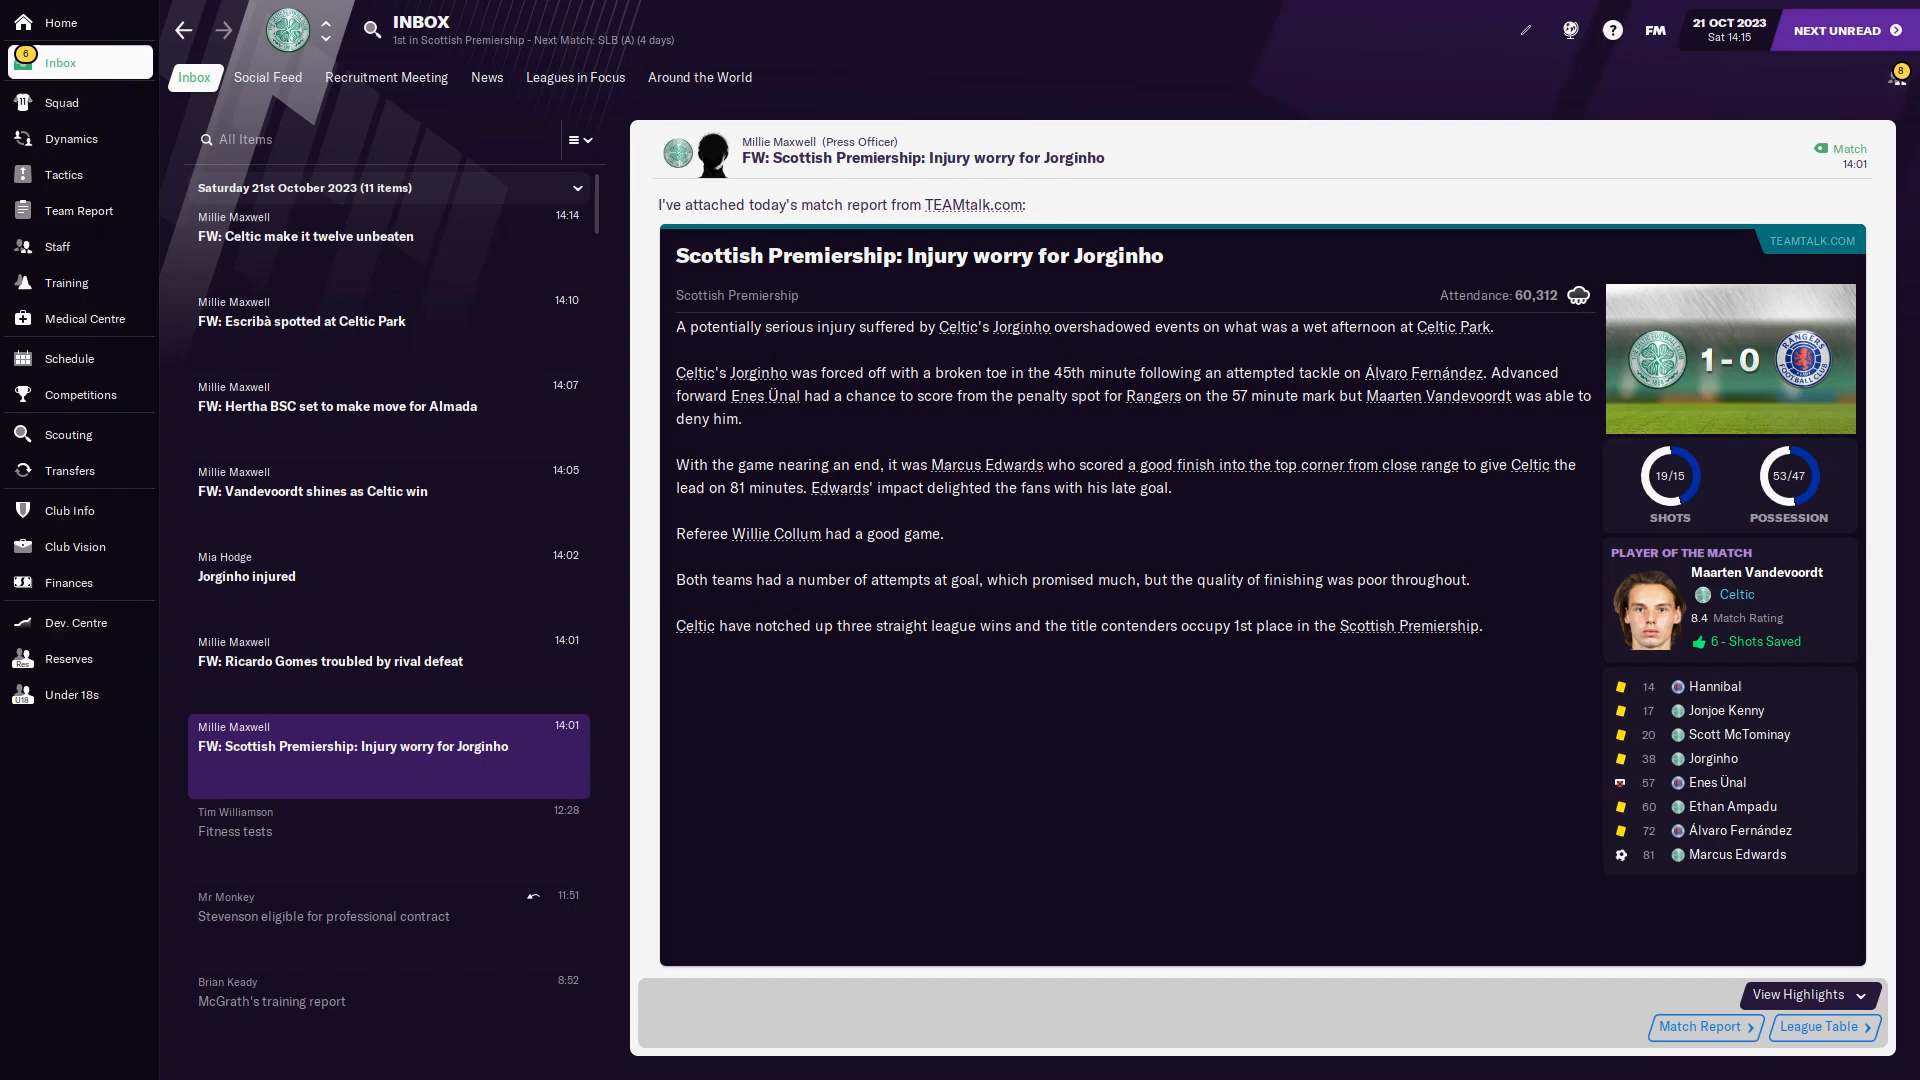 Home
6
Inbox
Squad
Dynamics
Tactics
Team Report
Staff
Training
Medical Centre
Schedule
Competitions
Scouting
Transfers
Club Info
Club Vision
Finances
Dev. Centre
Res
Reserves
U18
Under 18s
INBOX
1st in Scottish Premiership - Next Match: SLB (A) (4 days)
FM
21 OCT 2023
Sat 14:15
NEXT UNREAD
8
Inbox
Social Feed
Recruitment Meeting
News
Leagues in Focus
Around the World
All Items
Saturday 21st October 2023 (11 items)
Millie Maxwell 14:14
FW: Celtic make it twelve unbeaten
Millie Maxwell 14:10
FW: Escribà spotted at Celtic Park
Millie Maxwell 14:07
FW: Hertha BSC set to make move for Almada
Millie Maxwell 14:05
FW: Vandevoordt shines as Celtic win
Mia Hodge 14:02
Jorginho injured
Millie Maxwell 14:01
FW: Ricardo Gomes troubled by rival defeat
Millie Maxwell 14:01
FW: Scottish Premiership: Injury worry for Jorginho
Tim Williamson 12:28
Fitness tests
Mr Monkey 11:51
Stevenson eligible for professional contract
Brian Keady 8:52
McGrath's training report
Millie Maxwell (Press Officer)
FW: Scottish Premiership: Injury worry for Jorginho
Match
14:01
I've attached today's match report from TEAMtalk.com:
TEAMTALK.COM
Scottish Premiership: Injury worry for Jorginho
Scottish Premiership
Attendance: 60,312
A potentially serious injury suffered by Celtic's Jorginho overshadowed events on what was a wet afternoon at Celtic Park.
Celtic's Jorginho was forced off with a broken toe in the 45th minute following an attempted tackle on Álvaro Fernández. Advanced
forward Enes Ünal had a chance to score from the penalty spot for Rangers on the 57 minute mark but Maarten Vandevoordt was able to
deny him.
With the game nearing an end, it was Marcus Edwards who scored a good finish into the top corner from close range to give Celtic the
lead on 81 minutes. Edwards' impact delighted the fans with his late goal.
Referee Willie Collum had a good game.
Both teams had a number of attempts at goal, which promised much, but the quality of finishing was poor throughout.
Celtic have notched up three straight league wins and the title contenders occupy 1st place in the Scottish Premiership.
1 - 0
RANGERS
FOOTBALL CLUB
19/15
SHOTS
53/47
POSSESSION
PLAYER OF THE MATCH
Maarten Vandevoordt
Celtic
8.4 Match Rating
6 - Shots Saved
14 Hannibal
17 Jonjoe Kenny
20 Scott McTominay
38 Jorginho
57 Enes Ünal
60 Ethan Ampadu
72 Álvaro Fernández
81 Marcus Edwards
View Highlights
Match Report
League Table